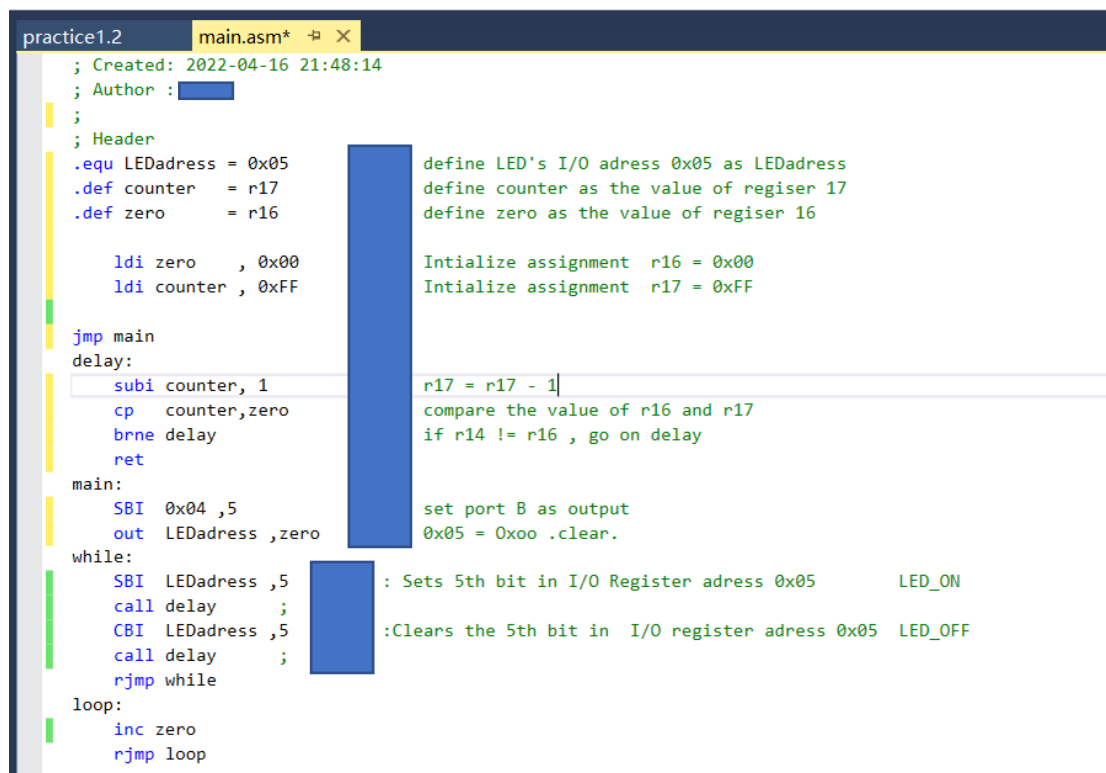 practice1.2 main.asm*
; Created: 2022-04-16 21:48:14
; Author :
;
; Header
.equ LEDadress = 0x05 define LED's I/O adress 0x05 as LEDadress
.def counter = r17 define counter as the value of regiser 17
.def zero = r16 define zero as the value of regiser 16
ldi zero , 0x00 Intialize assignment r16 = 0x00
ldi counter , 0xFF Intialize assignment r17 = 0xFF
jmp main
delay:
subi counter, 1 r17 = r17 - 1
cp counter,zero compare the value of r16 and r17
brne delay if r14 != r16 , go on delay
ret
main:
SBI 0x04 ,5 set port B as output
out LEDadress ,zero 0x05 = Oxoo .clear.
while:
SBI LEDadress ,5 : Sets 5th bit in I/O Register adress 0x05 LED_ON
call delay ;
CBI LEDadress ,5 :Clears the 5th bit in I/O register adress 0x05 LED_OFF
call delay ;
rjmp while
loop:
inc zero
rjmp loop